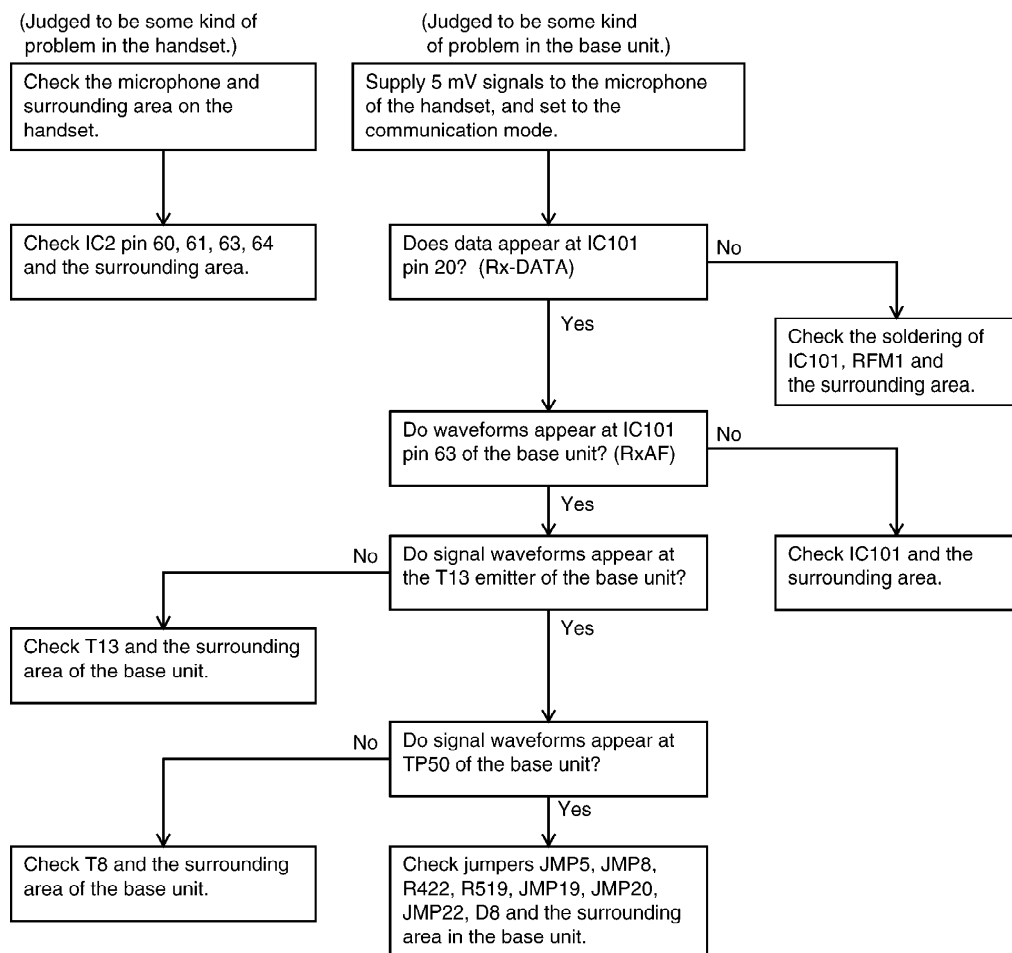 (Judged to be some kind of
problem in the handset.)
(Judged to be some kind
of problem in the base unit.)
Check the microphone and
surrounding area on the
handset.
Supply 5 mV signals to the microphone
of the handset, and set to the
communication mode.
Check IC2 pin 60, 61, 63, 64
and the surrounding area.
Does data appear at IC101
pin 20? (Rx-DATA)
No
Yes
Check the soldering of
IC101, RFM1 and
the surrounding area.
Do waveforms appear at IC101
pin 63 of the base unit? (RxAF)
No
Yes
Check IC101 and the
surrounding area.
No
Do signal waveforms appear at
the T13 emitter of the base unit?
Yes
Check T13 and the surrounding
area of the base unit.
No
Do signal waveforms appear at
TP50 of the base unit?
Yes
Check T8 and the surrounding
area of the base unit.
Check jumpers JMP5, JMP8,
R422, R519, JMP19, JMP20,
JMP22, D8 and the surrounding
area in the base unit.